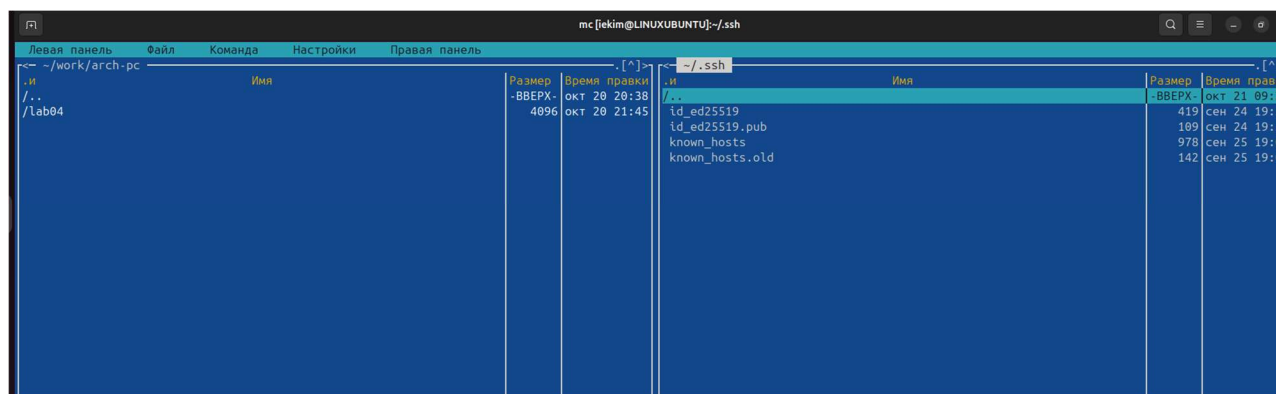 mc [iekim@LINUXUBUNTU]:~/.ssh
Левая панель Файл Команда Настройки Правая панель
<— ~/work/arch-pc .[^]>
.и Имя Размер Время правки
/.. -ВВЕРХ- окт 20 20:38
/lab04 4096 окт 20 21:45
<— ~/.ssh .[^
.и Имя Размер Время прав
/.. -ВВЕРХ- окт 21 09:
id_ed25519 419 сен 24 19:
id_ed25519.pub 109 сен 24 19:
known_hosts 978 сен 25 19:
known_hosts.old 142 сен 25 19: